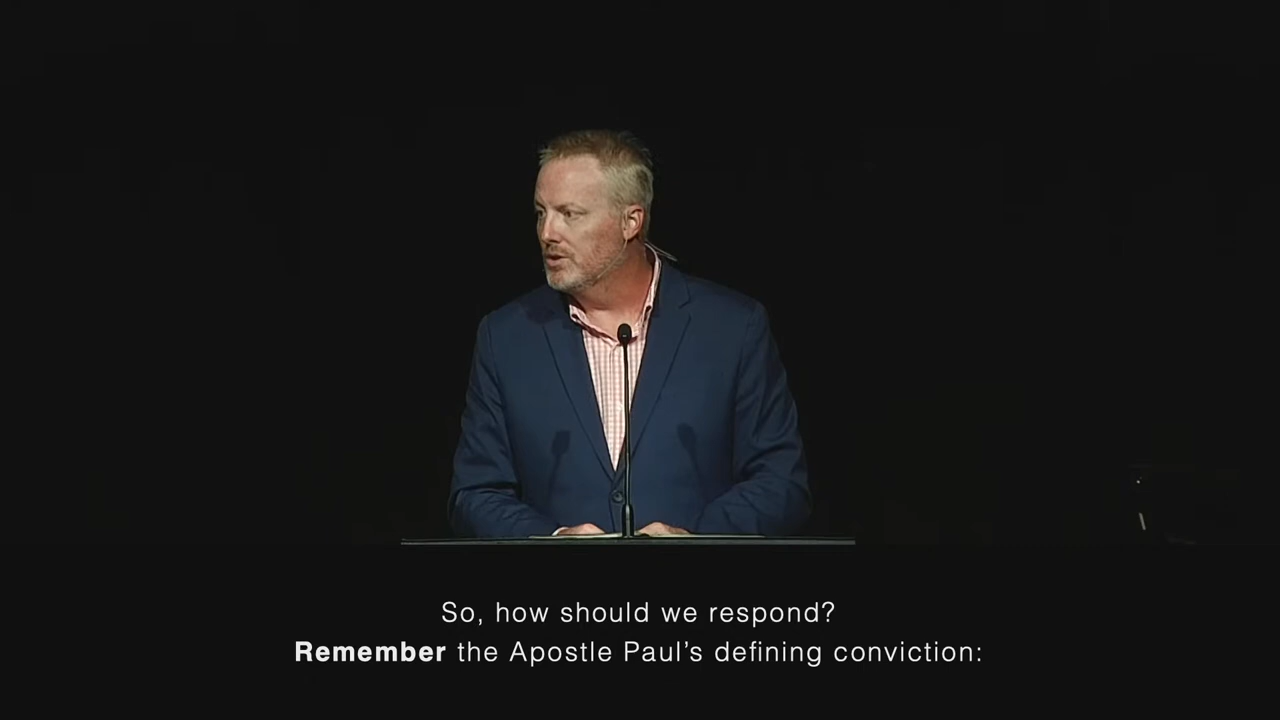 So, how should we respond?
Remember the Apostle Paul’s defining conviction: